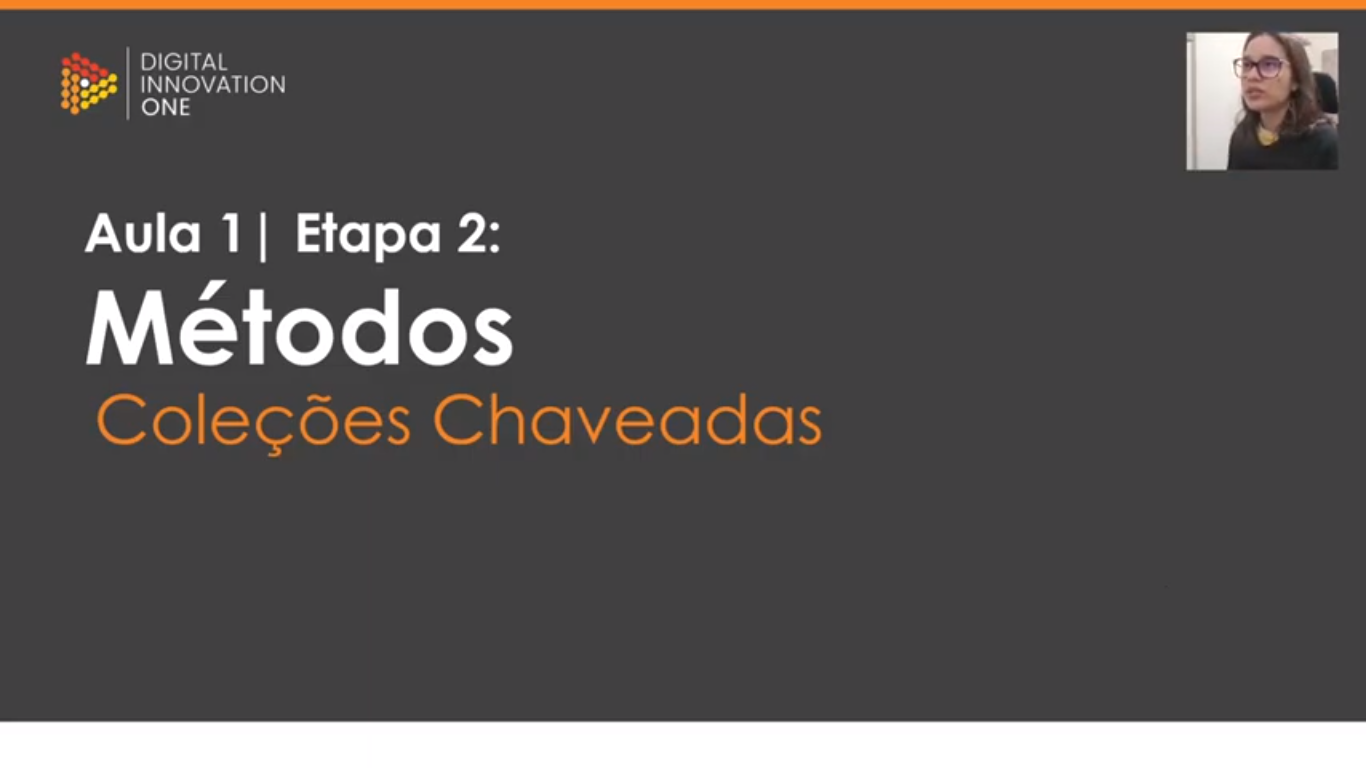 DIGITAL
INNOVATION
ONE
Aula 1| Etapa 2:
Métodos
Coleções Chaveadas